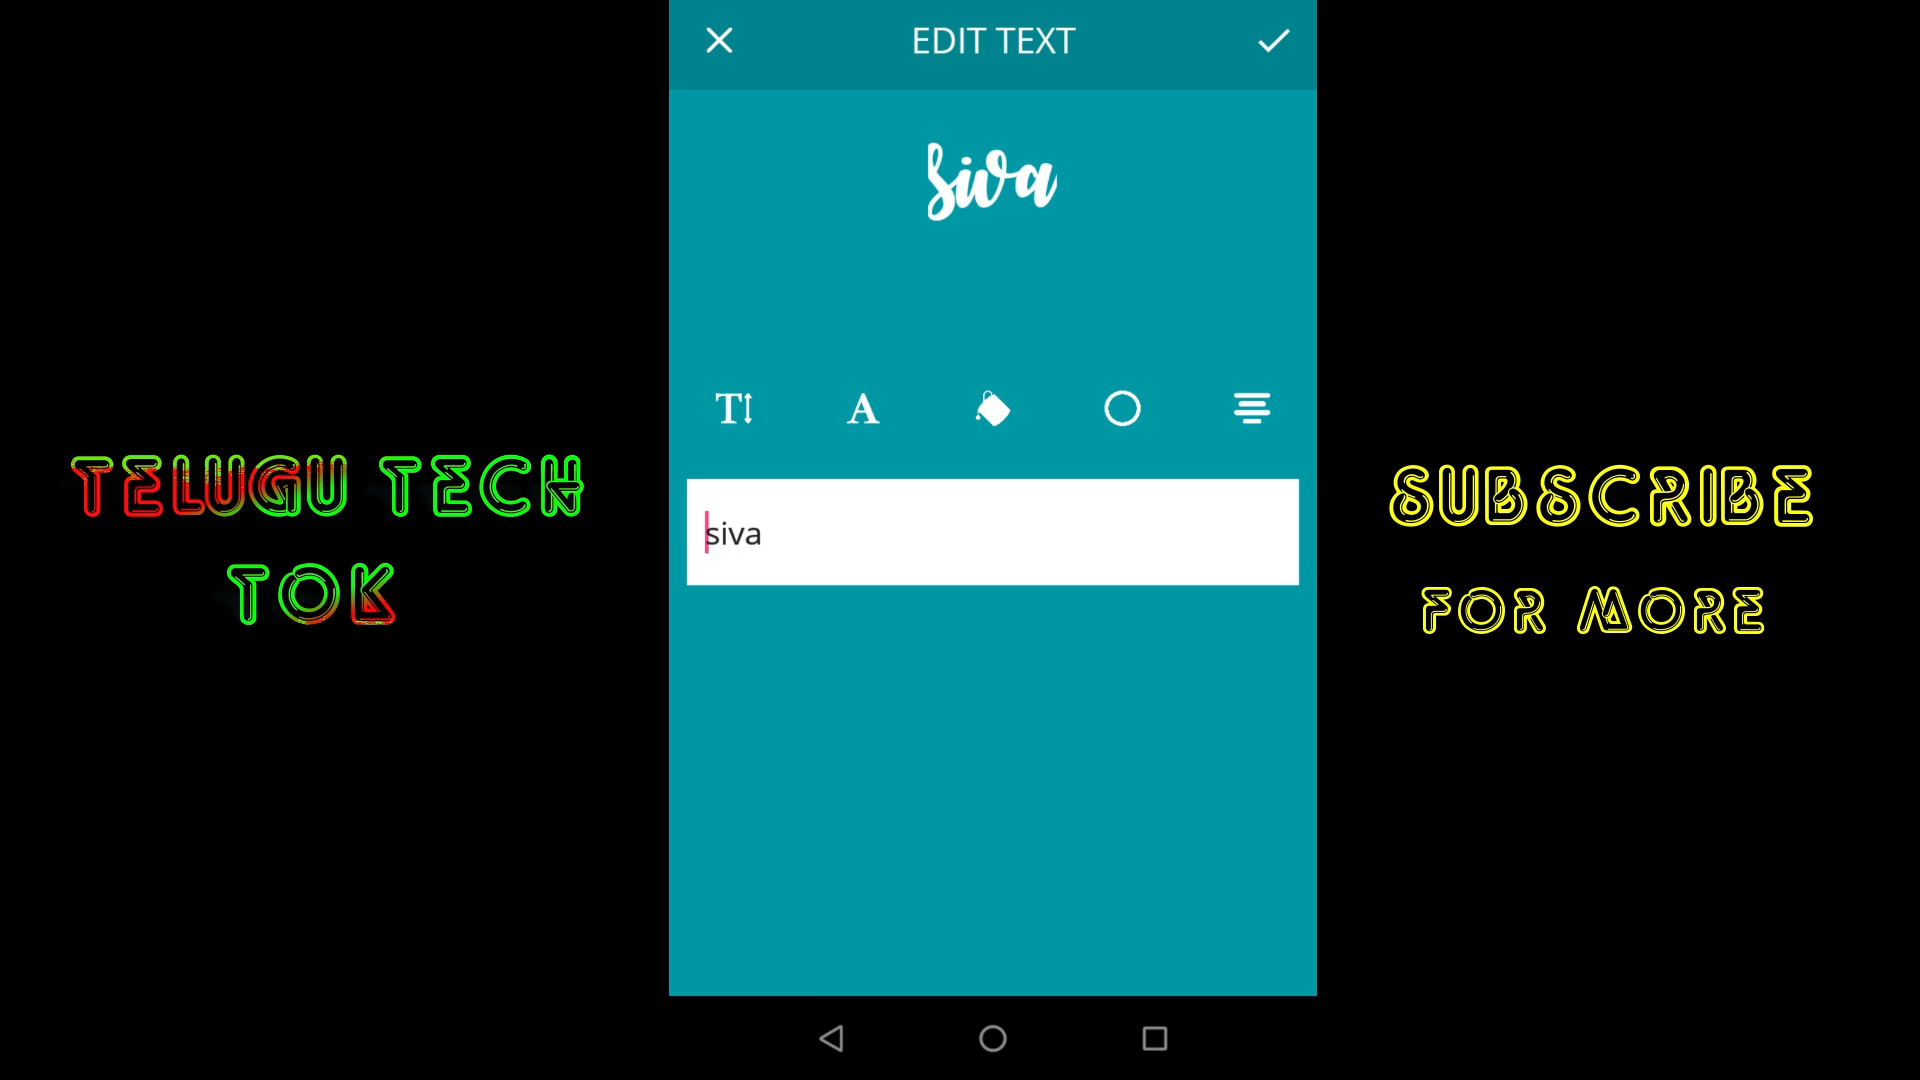 EDIT TEXT
Siva
T A
siva
TELUGU TECH
TOK
SUBSCRIBE
FOR MORE